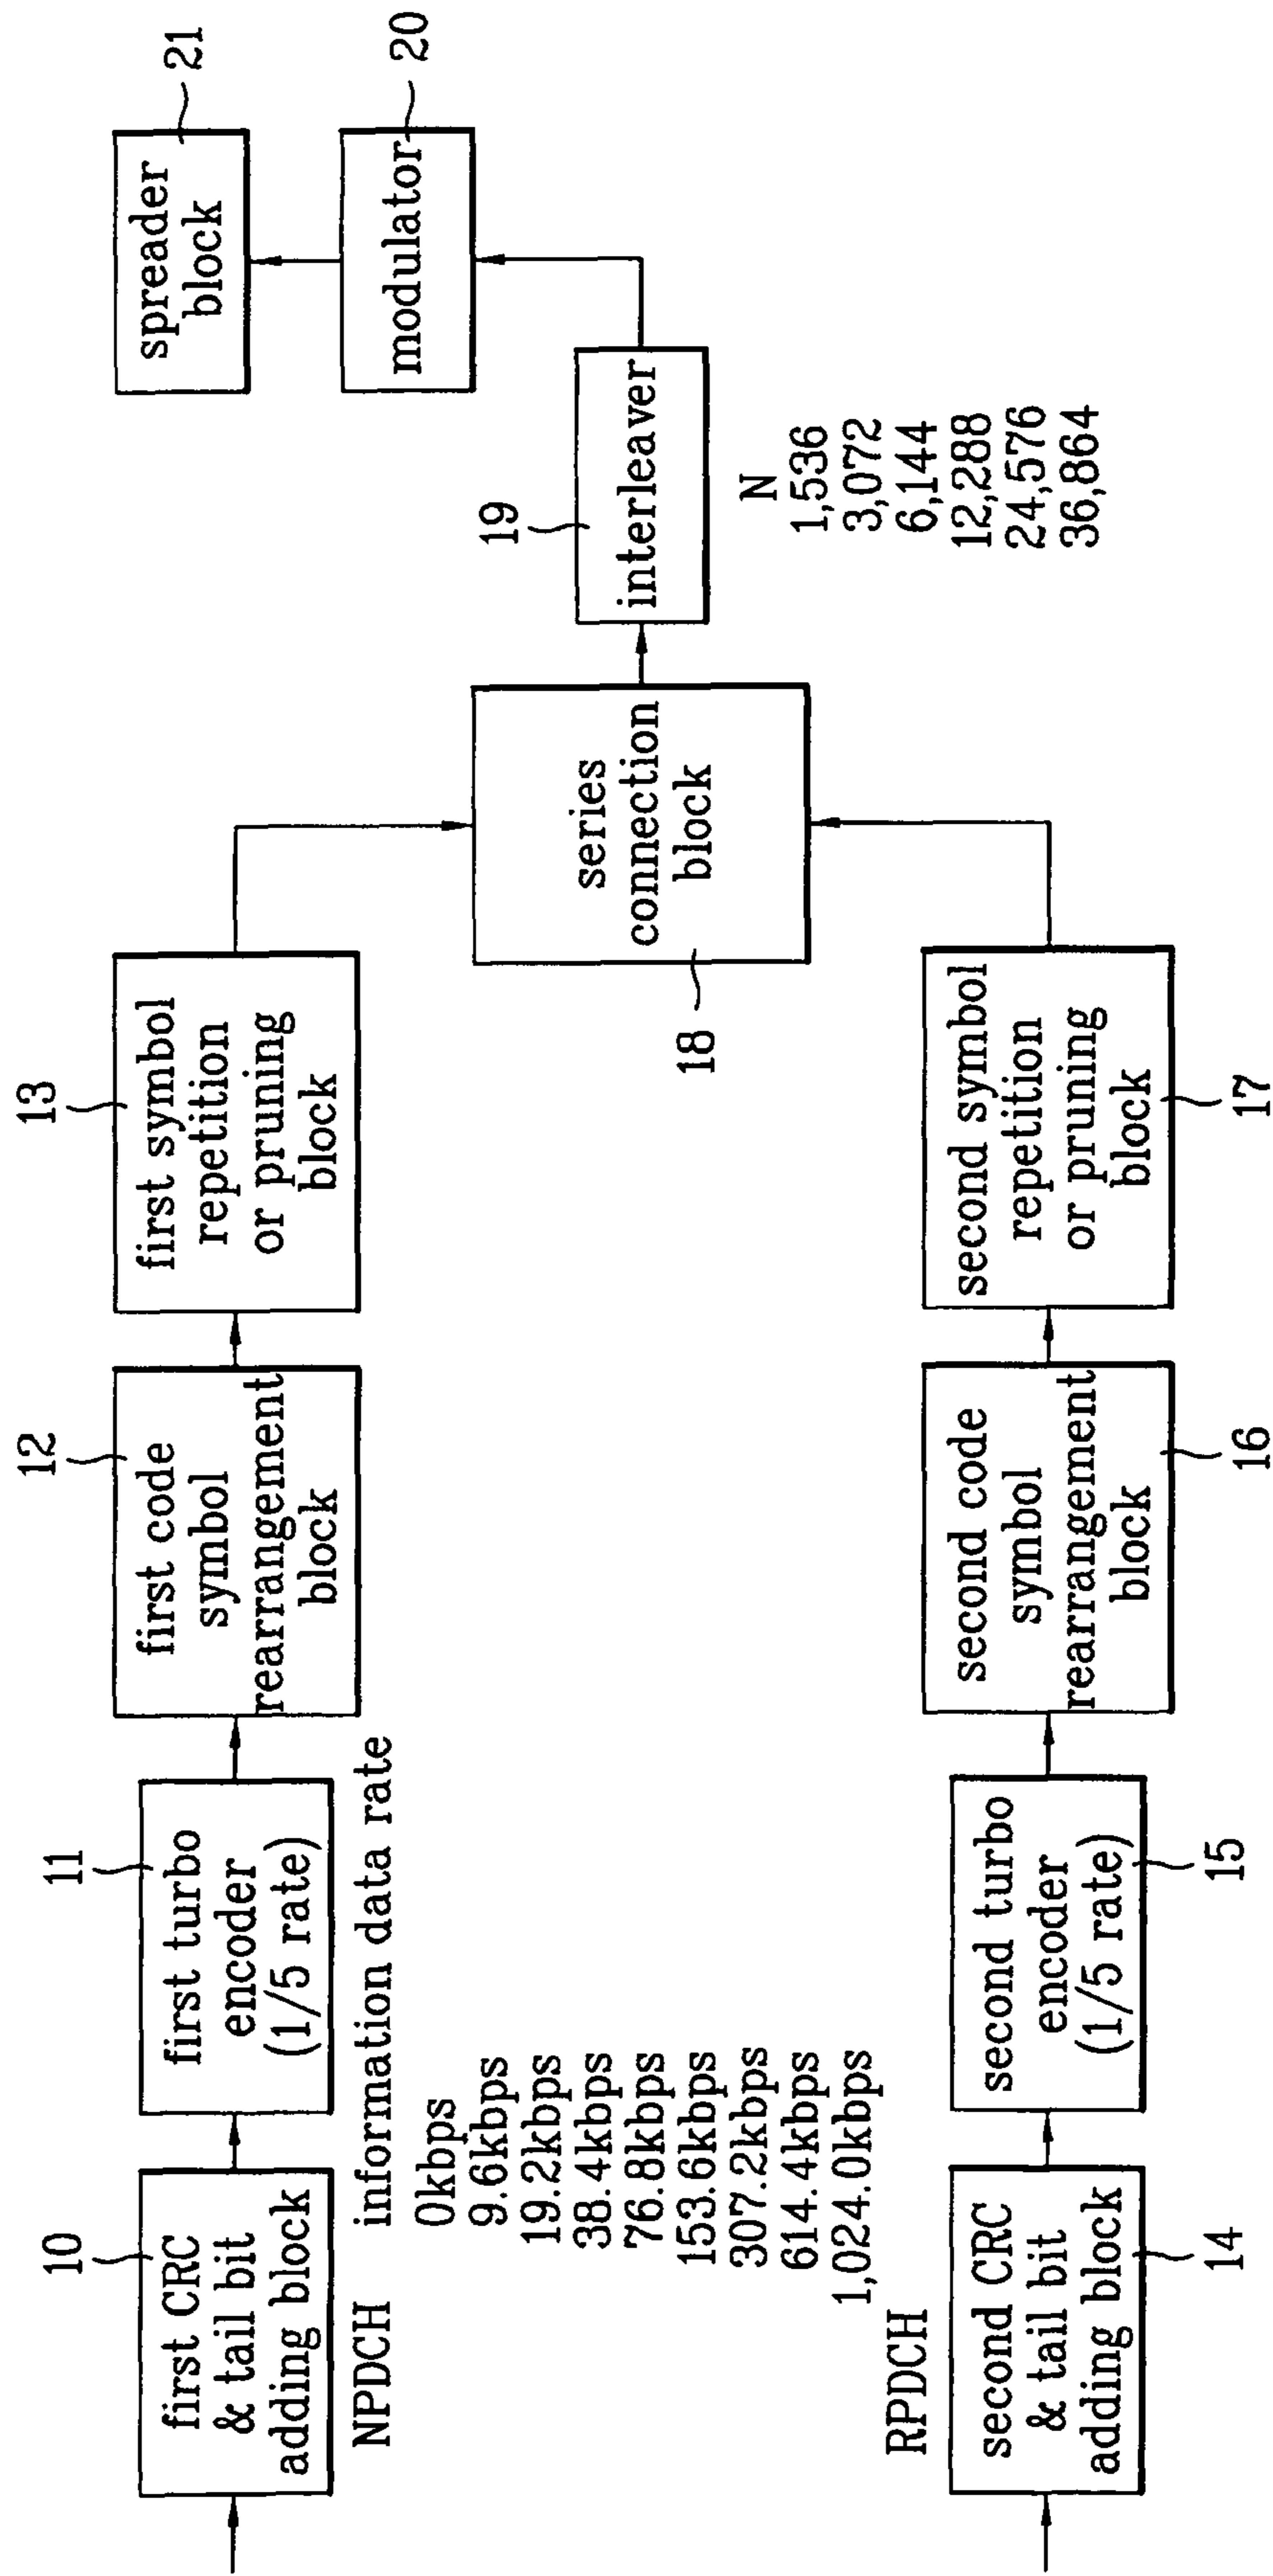 10
first CRC
& tail bit
adding block
NPDCH
11
first turbo
encoder
(1/5 rate)
information data rate
0kbps
9.6kbps
19.2kbps
38.4kbps
76.8kbps
153.6kbps
307.2kbps
614.4kbps
1,024.0kbps
12
first code
symbol
rearrangement
block
13
first symbol
repetition
or pruning
block
RPDCH
second CRC
& tail bit
adding block
14
second turbo
encoder
(1/5 rate)
15
second code
symbol
rearrangement
block
16
second symbol
repetition
or pruning
block
17
series
connection
block
18
19
interleaver
N
1,536
3,072
6,144
12,288
24,576
36,864
modulator
20
spreader
block
21